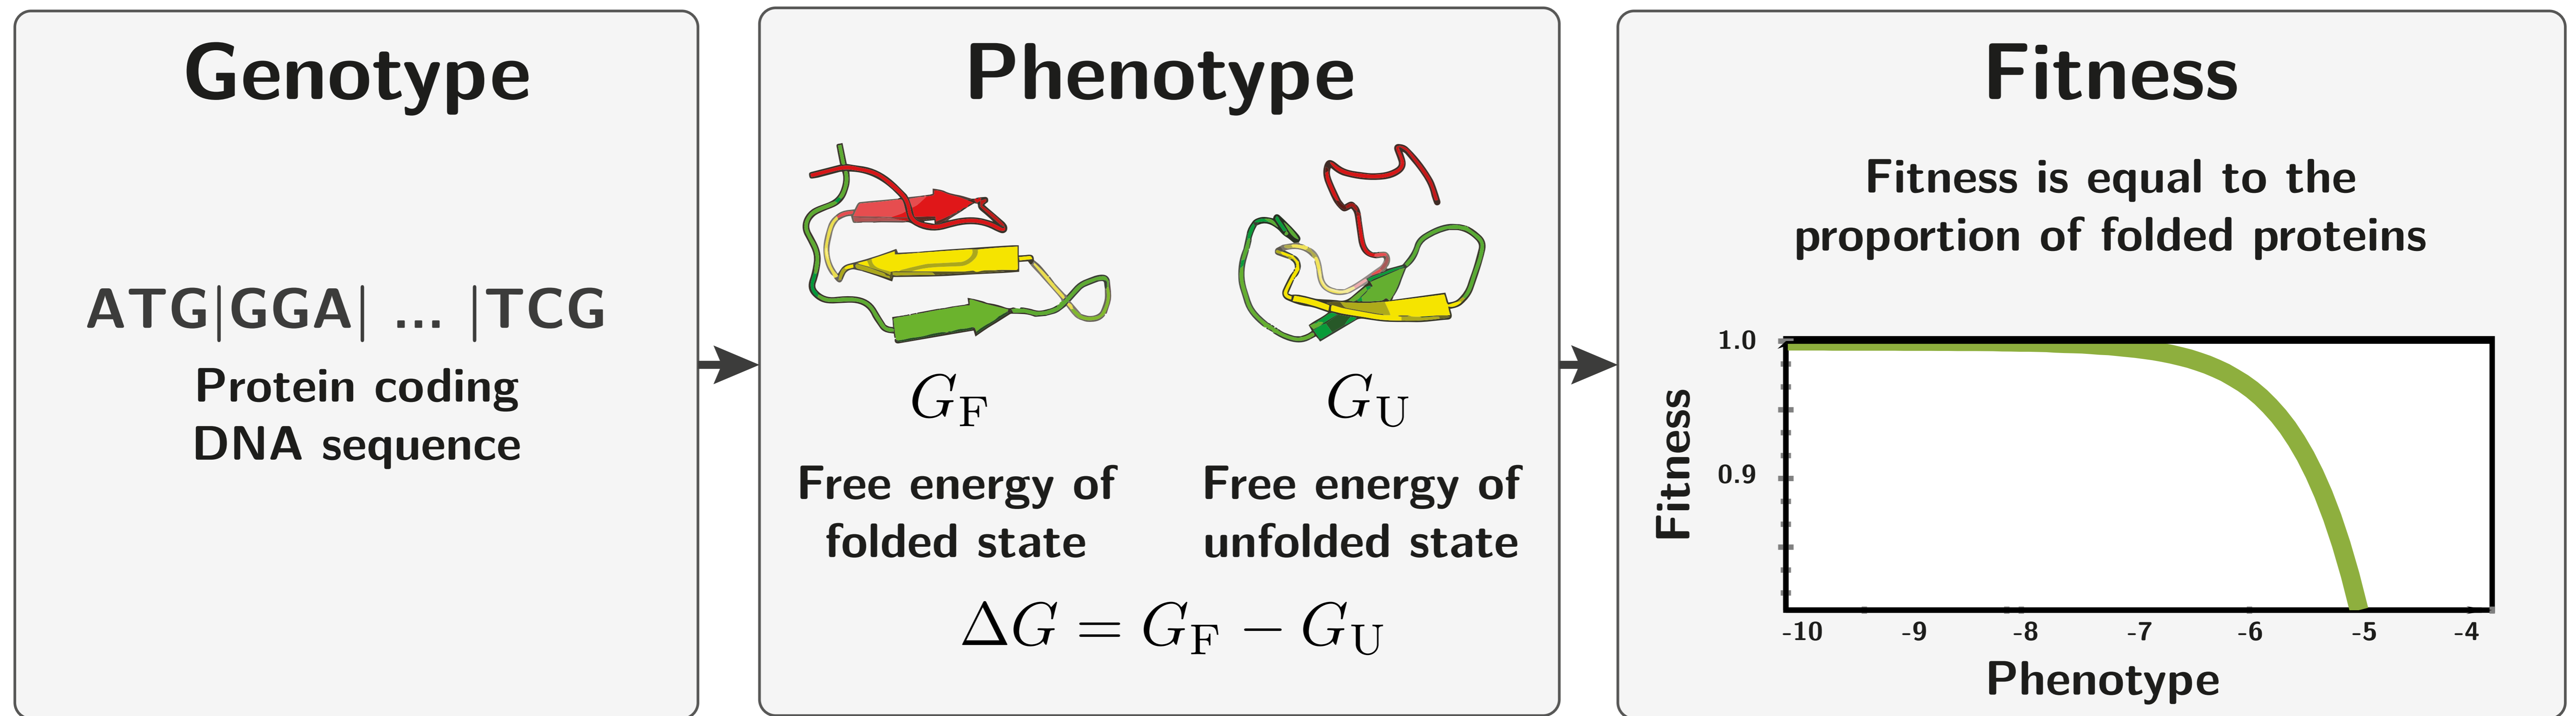 Genotype
ATG|GGA| ... |TCG
Protein coding
DNA sequence
Phenotype
G_F
G_U
Free energy of
folded state
Free energy of
unfolded state
ΔG = G_F − G_U
Fitness
Fitness is equal to the
proportion of folded proteins
1.0
0.9
Fitness
-10 -9 -8 -7 -6 -5 -4
Phenotype